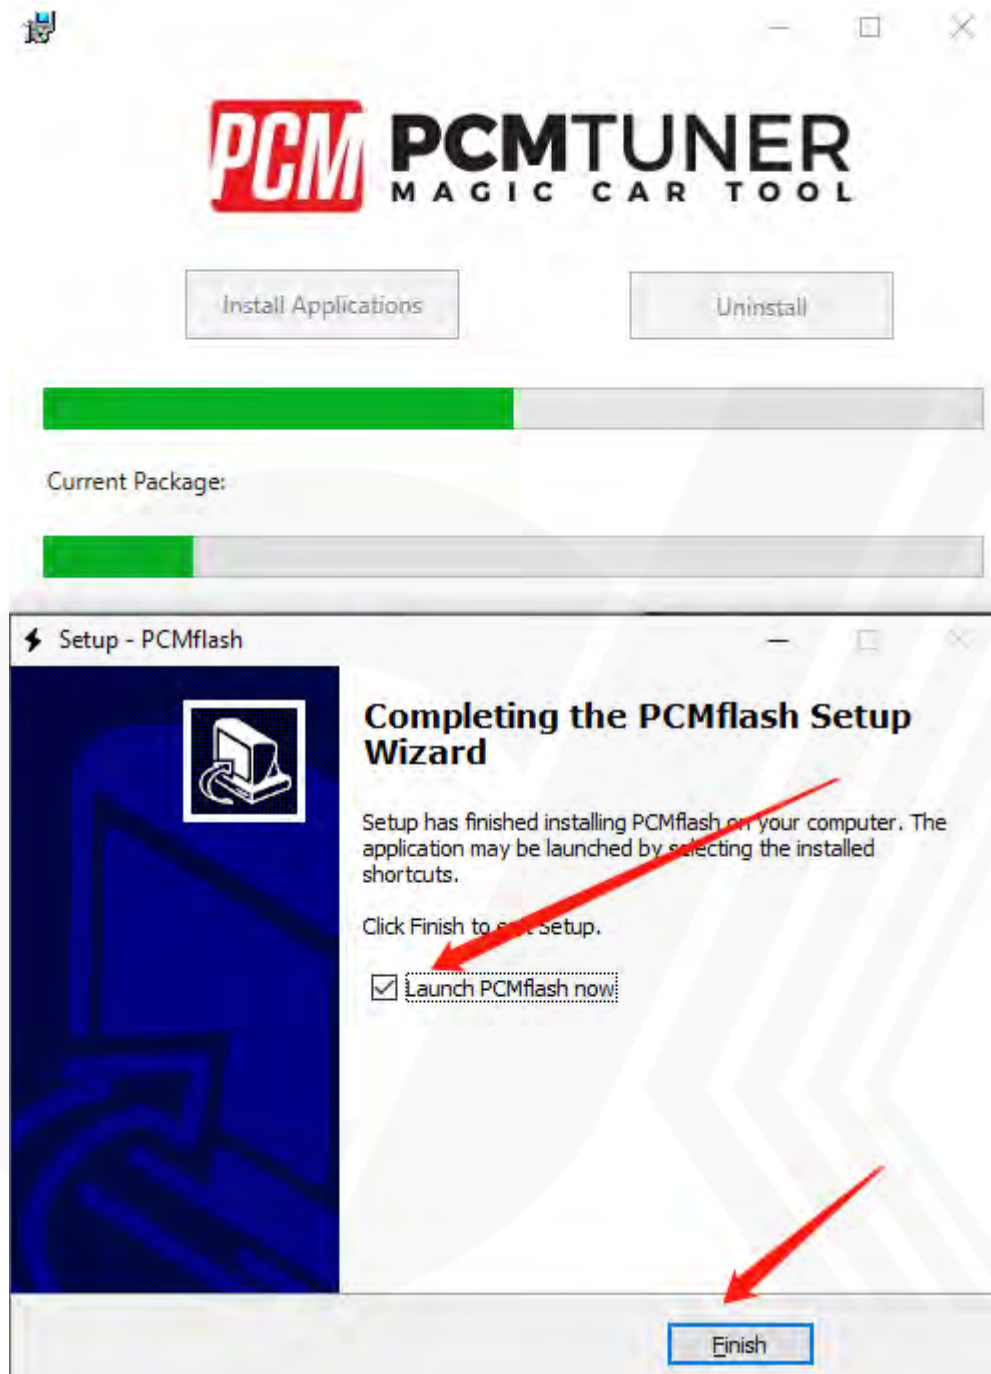 PCM PCMTUNER
MAGIC CAR TOOL
Install Applications
Uninstall
Current Package:
Setup - PCMflash
Completing the PCMflash Setup
Wizard
Setup has finished installing PCMflash on your computer. The
application may be launched by selecting the installed
shortcuts.
Click Finish to exit Setup.
Launch PCMflash now
Finish